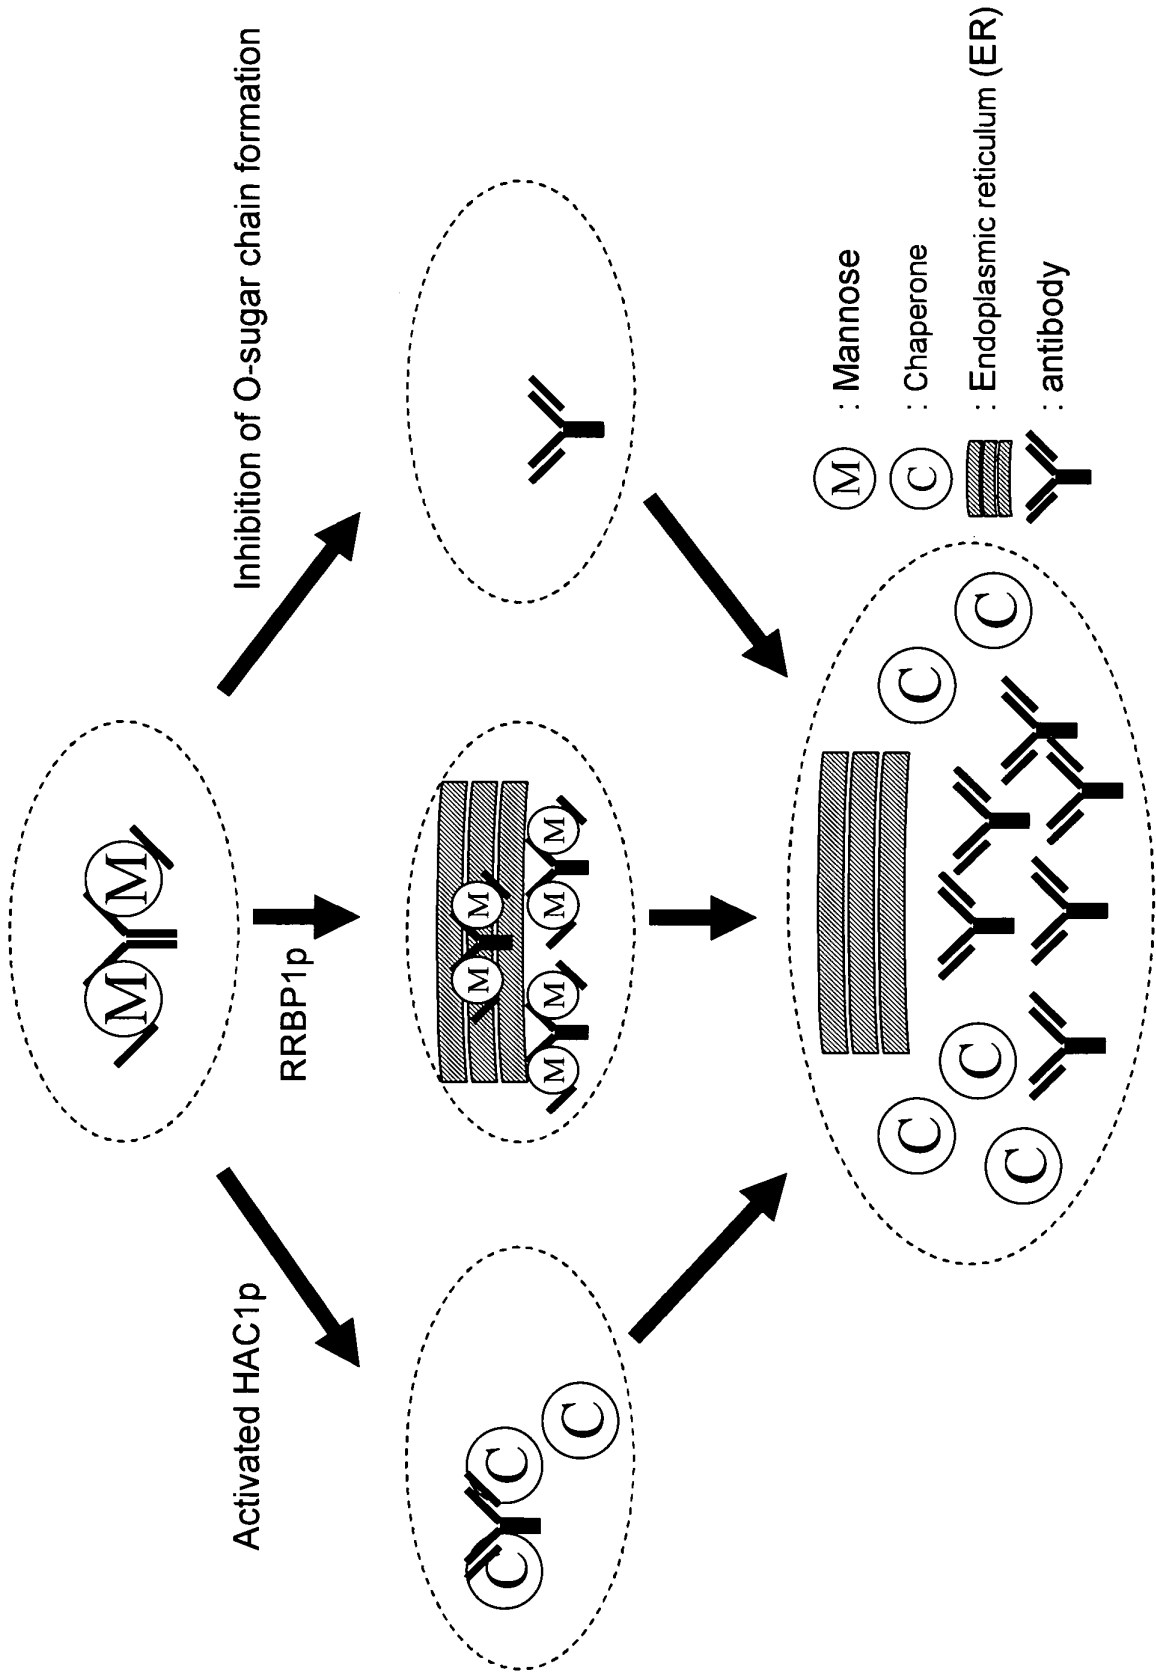 M M
Activated HAC1p
RRBP1p
Inhibition of O-sugar chain formation
C C
C
M M
M M M M
C C
C C
C
M : Mannose
C : Chaperone
: Endoplasmic reticulum (ER)
: antibody